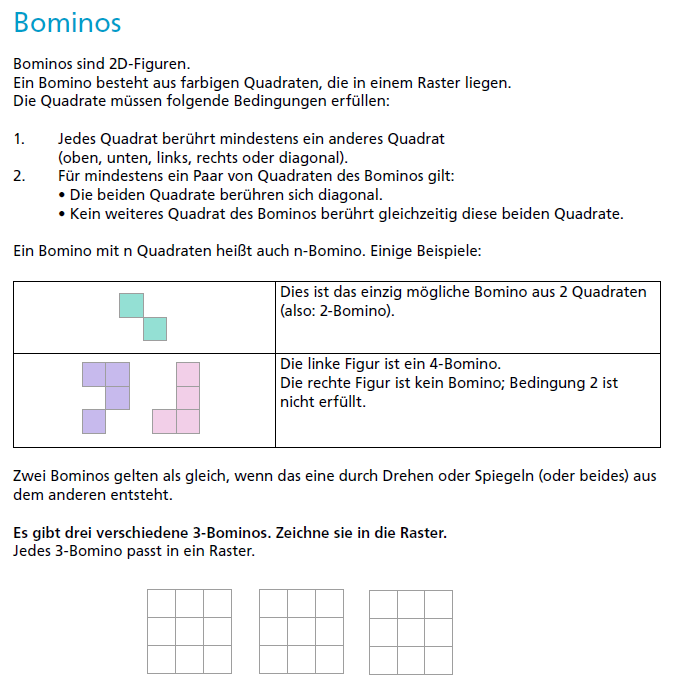 Bominos
Bominos sind 2D-Figuren.
Ein Bomino besteht aus farbigen Quadraten, die in einem Raster liegen.
Die Quadrate müssen folgende Bedingungen erfüllen:
1. Jedes Quadrat berührt mindestens ein anderes Quadrat
(oben, unten, links, rechts oder diagonal).
2. Für mindestens ein Paar von Quadraten des Bominos gilt:
• Die beiden Quadrate berühren sich diagonal.
• Kein weiteres Quadrat des Bominos berührt gleichzeitig diese beiden Quadrate.
Ein Bomino mit n Quadraten heißt auch n-Bomino. Einige Beispiele:
Dies ist das einzig mögliche Bomino aus 2 Quadraten
(also: 2-Bomino).
Die linke Figur ist ein 4-Bomino.
Die rechte Figur ist kein Bomino; Bedingung 2 ist
nicht erfüllt.
Zwei Bominos gelten als gleich, wenn das eine durch Drehen oder Spiegeln (oder beides) aus
dem anderen entsteht.
Es gibt drei verschiedene 3-Bominos. Zeichne sie in die Raster.
Jedes 3-Bomino passt in ein Raster.